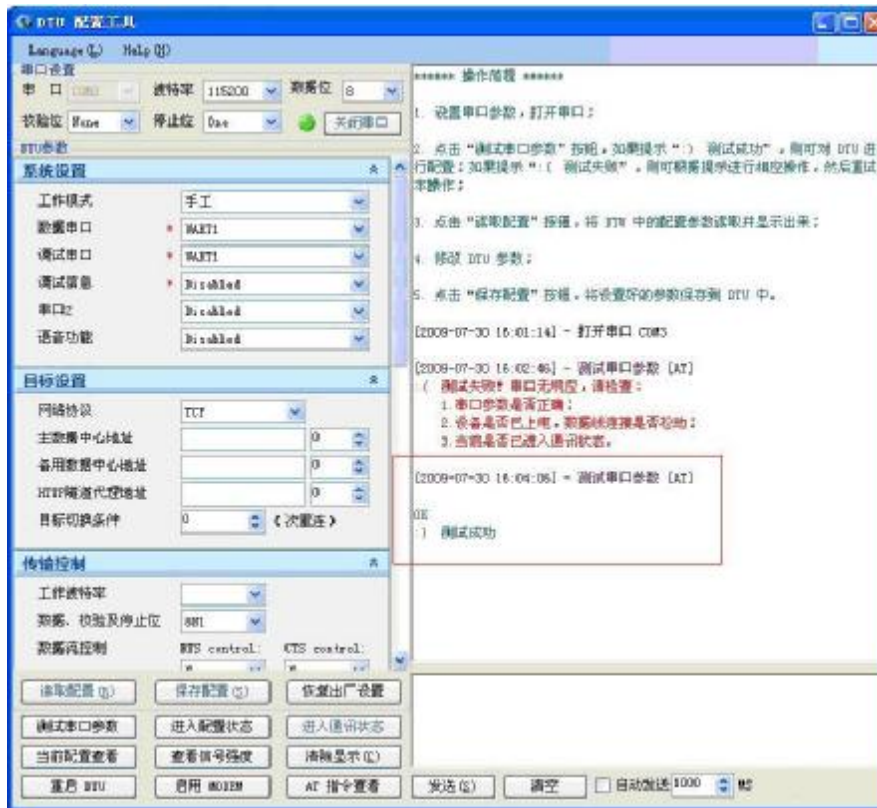 DTU 配置工具
Language(L) Help(H)
串口设置
串 口 COM3 波特率 115200 数据位 8
校验位 None 停止位 One 关闭串口
DTU参数
系统设置
工作模式 手工
数据串口 * UART1
调试串口 * UART1
调试信息 * Disabled
串口2 Disabled
语音功能 Disabled
目标设置
网络协议 TCP
主数据中心地址 0
备用数据中心地址 0
HTTP隧道代理地址 0
目标切换条件 0 (次重连)
传输控制
工作波特率
数据、校验及停止位 8N1
数据流控制 RTS control: CTS control:
读取配置(R) 保存配置(S) 恢复出厂设置
测试串口参数 进入配置状态 进入通讯状态
当前配置查看 查看信号强度 清除显示(C)
重启 DTU 启用 MODEM AT 指令查看
****** 操作简程 ******
1. 设置串口参数，打开串口；
2. 点击“测试串口参数”按钮，如果提示“:) 测试成功”，则可对 DTU 进
行配置；如果提示“:( 测试失败”，则可根据提示进行相应操作，然后重试
本操作；
3. 点击“读取配置”按钮，将 DTU 中的配置参数读取并显示出来；
4. 修改 DTU 参数；
5. 点击“保存配置”按钮，将设置好的参数保存到 DTU 中。
[2009-07-30 16:01:14] - 打开串口 COM3
[2009-07-30 16:02:46] - 测试串口参数 [AT]
:( 测试失败! 串口无响应，请检查：
1.串口参数是否正确；
2.设备是否已上电，数据线连接是否松动；
3.当前是否已进入通讯状态。
[2009-07-30 16:04:06] - 测试串口参数 [AT]
OK
:) 测试成功
发送(S) 清空 自动发送 1000 MS